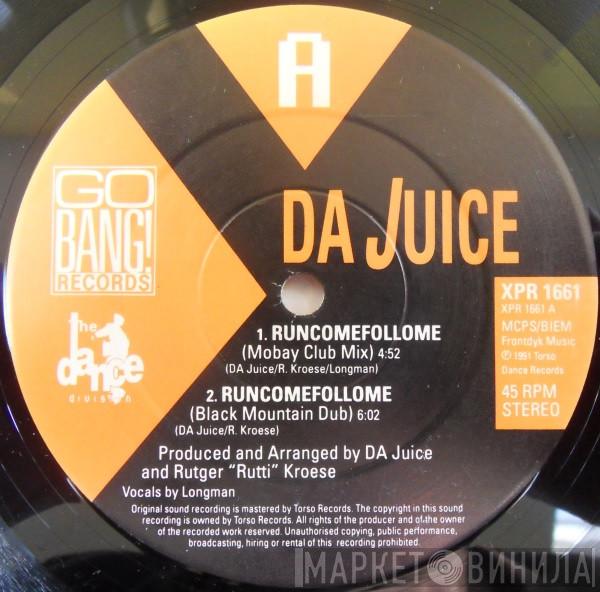 A
GO
BANG!
RECORDS
The
dance
division
DA JUICE
XPR 1661
XPR 1661 A
MCPS/BIEM
Frontdyk Music
℗ 1991 Torso
Dance Records
45 RPM
STEREO
1. RUNCOMEFOLLOME
(Mobay Club Mix) 4:52
(DA Juice/R. Kroese/Longman)
2. RUNCOMEFOLLOME
(Black Mountain Dub) 6:02
(DA Juice/R. Kroese)
Produced and Arranged by DA Juice
and Rutger “Rutti” Kroese
Vocals by Longman
Original sound recording is mastered by Torso Records. The copyright in this sound
recording is owned by Torso Records. All rights of the producer and of the owner
of the recorded work reserved. Unauthorised copying, public performance,
broadcasting, hiring or rental of this recording prohibited.
МАРКЕТ ВИНИЛА